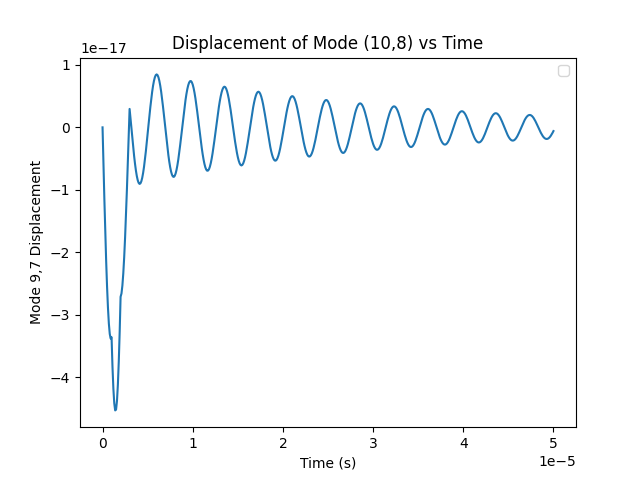 Displacement of Mode (10,8) vs Time
1e−17
1
0
−1
−2
−3
−4
Mode 9,7 Displacement
0
1
2
3
4
5
1e−5
Time (s)